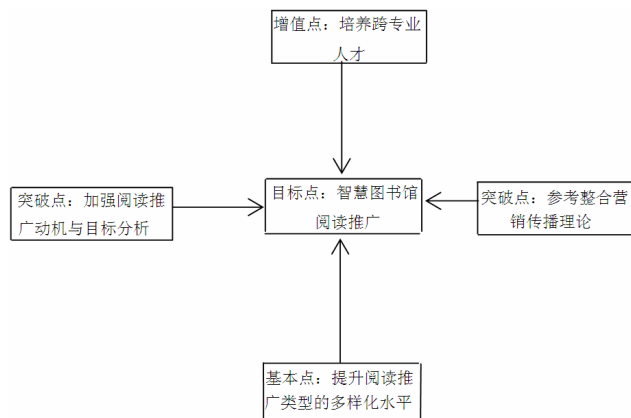 增值点：培养跨专业
人才
突破点：加强阅读推
广动机与目标分析
目标点：智慧图书馆
阅读推广
突破点：参考整合营
销传播理论
基本点：提升阅读推
广类型的多样化水平